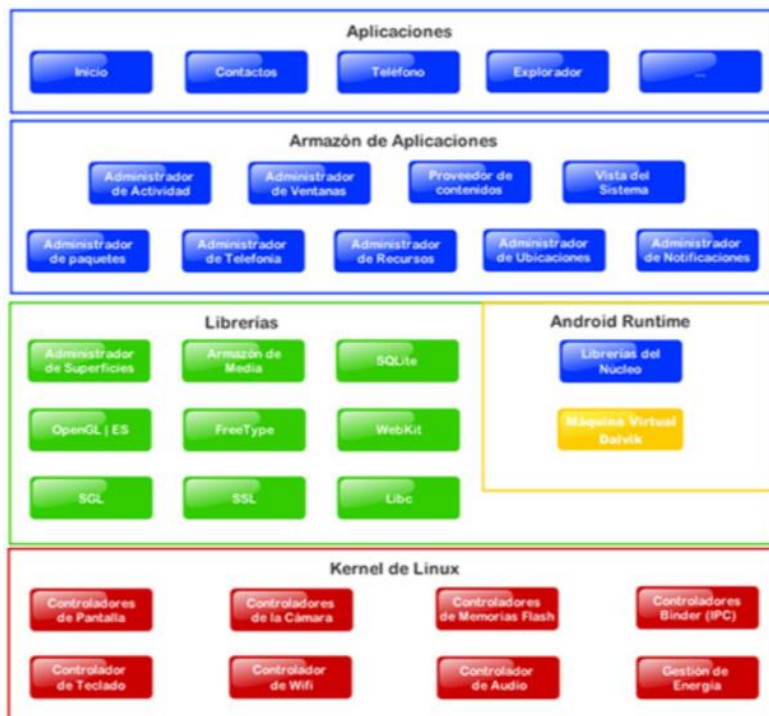 Aplicaciones
Inicio
Contactos
Teléfono
Explorador
...
Armazón de Aplicaciones
Administrador
de Actividad
Administrador
de Ventanas
Proveedor de
contenidos
Vista del
Sistema
Administrador
de paquetes
Administrador
de Telefonía
Administrador
de Recursos
Administrador
de Ubicaciones
Administrador
de Notificaciones
Librerías
Administrador
de Superficies
Armazón de
Media
SQLite
OpenGL | ES
FreeType
WebKit
SGL
SSL
Libc
Android Runtime
Librerías del
Núcleo
Máquina Virtual
Dalvik
Kernel de Linux
Controladores
de Pantalla
Controladores
de la Cámara
Controladores
de Memorias Flash
Controladores
Binder (IPC)
Controlador
de Teclado
Controlador
de Wifi
Controlador
de Audio
Gestión de
Energía